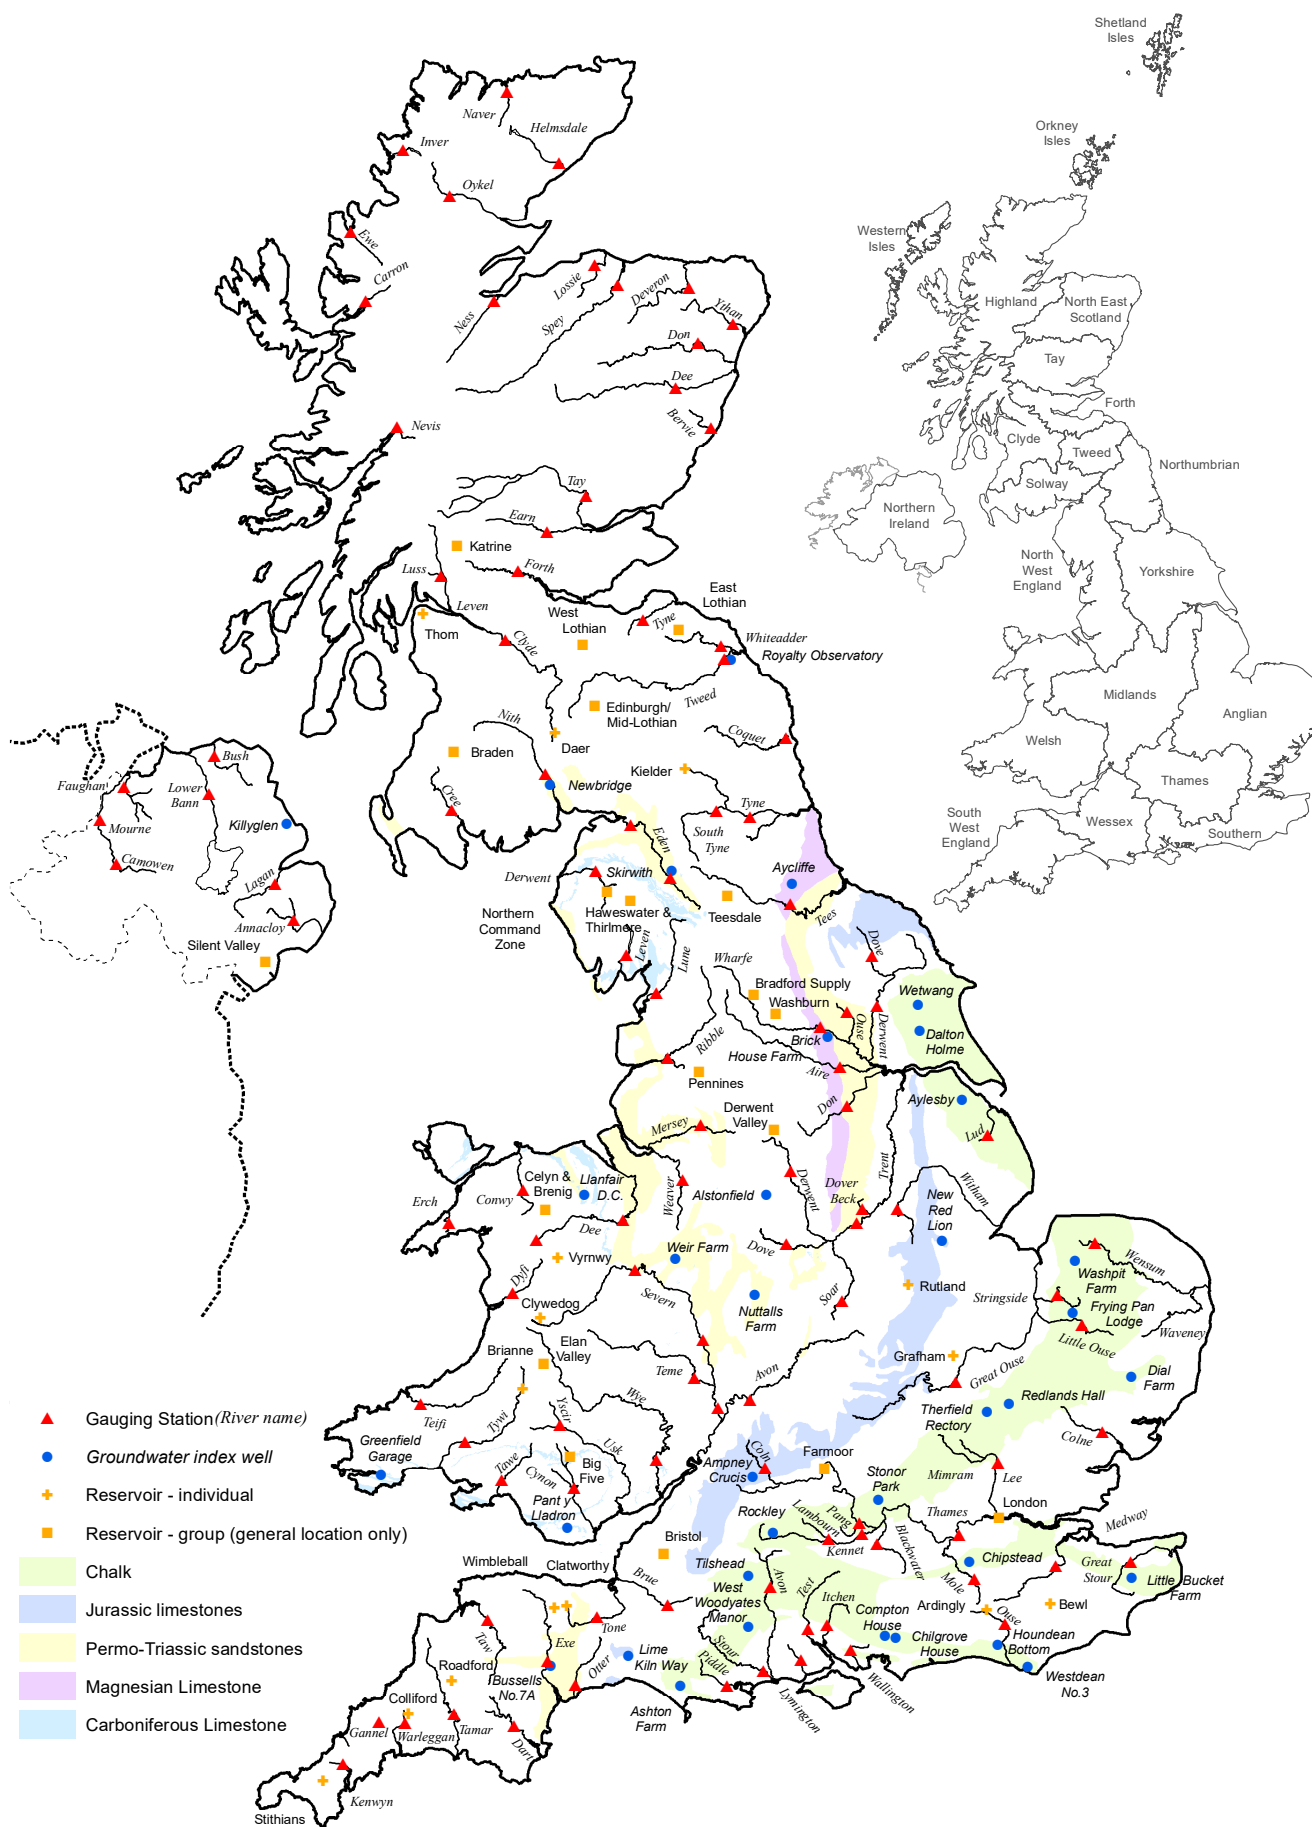 Shetland
Isles
Orkney
Isles
Western
Isles
Highland
North East
Scotland
Tay
Forth
Clyde
Tweed
Solway
Northumbrian
Northern
Ireland
North
West
England
Yorkshire
Midlands
Anglian
Welsh
Thames
South
West
England
Wessex
Southern
Naver
Helmsdale
Inver
Oykel
Ewe
Carron
Ness
Lossie
Spey
Deveron
Ythan
Don
Dee
Bervie
Nevis
Tay
Earn
Katrine
Luss
Forth
Leven
Thom
East
Lothian
West
Lothian
Tyne
Whiteadder
Royalty Observatory
Clyde
Tweed
Edinburgh/
Mid-Lothian
Nith
Daer
Braden
Coquet
Kielder
Newbridge
Cree
Tyne
South
Tyne
Bush
Faughan
Lower
Bann
Killyglen
Mourne
Camowen
Lagan
Annacloy
Silent Valley
Eden
Skirwith
Derwent
Aycliffe
Haweswater &
Thirlmere
Teesdale
Tees
Northern
Command
Zone
Leven
Lune
Wharfe
Dove
Bradford Supply
Washburn
Wetwang
Ouse
Derwent
Dalton
Holme
Brick
House Farm
Ribble
Aire
Pennines
Don
Aylesby
Derwent
Valley
Mersey
Lud
Trent
Celyn &
Brenig
Llanfair
D.C.
Conwy
Erch
Weaver
Alstonfield
Derwent
Dover
Beck
New
Red
Lion
Witham
Dee
Weir Farm
Dove
Vyrnwy
Dyfi
Clywedog
Severn
Nuttalls
Farm
Soar
Rutland
Stringside
Wensum
Washpit
Farm
Frying Pan
Lodge
Waveney
Little Ouse
Brianne
Elan
Valley
Teme
Avon
Grafham
Great Ouse
Dial
Farm
Redlands Hall
Therfield
Rectory
Wye
Teifi
Tywi
Yscir
Usk
Greenfield
Garage
Tawe
Cynon
Big
Five
Pant y
Lladron
Coln
Ampney
Crucis
Farmoor
Stonor
Park
Colne
Mimram
Lee
London
Thames
Medway
Rockley
Lambourn
Pang
Kennet
Blackwater
Bristol
Tilshead
Chipstead
Great
Stour
Little Bucket
Farm
Wimbleball
Clatworthy
Brue
West
Woodyates
Manor
Avon
Test
Itchen
Mole
Ardingly
Bewl
Ouse
Compton
House
Chilgrove
House
Houndean
Bottom
Westdean
No.3
Tone
Taw
Exe
Lime
Kiln Way
Stour
Piddle
Otter
Roadford
Bussells
No.7A
Ashton
Farm
Lymington
Wallington
Colliford
Gannel
Warleggan
Tamar
Dart
Kenwyn
Stithians
Gauging Station (River name)
Groundwater index well
Reservoir - individual
Reservoir - group (general location only)
Chalk
Jurassic limestones
Permo-Triassic sandstones
Magnesian Limestone
Carboniferous Limestone